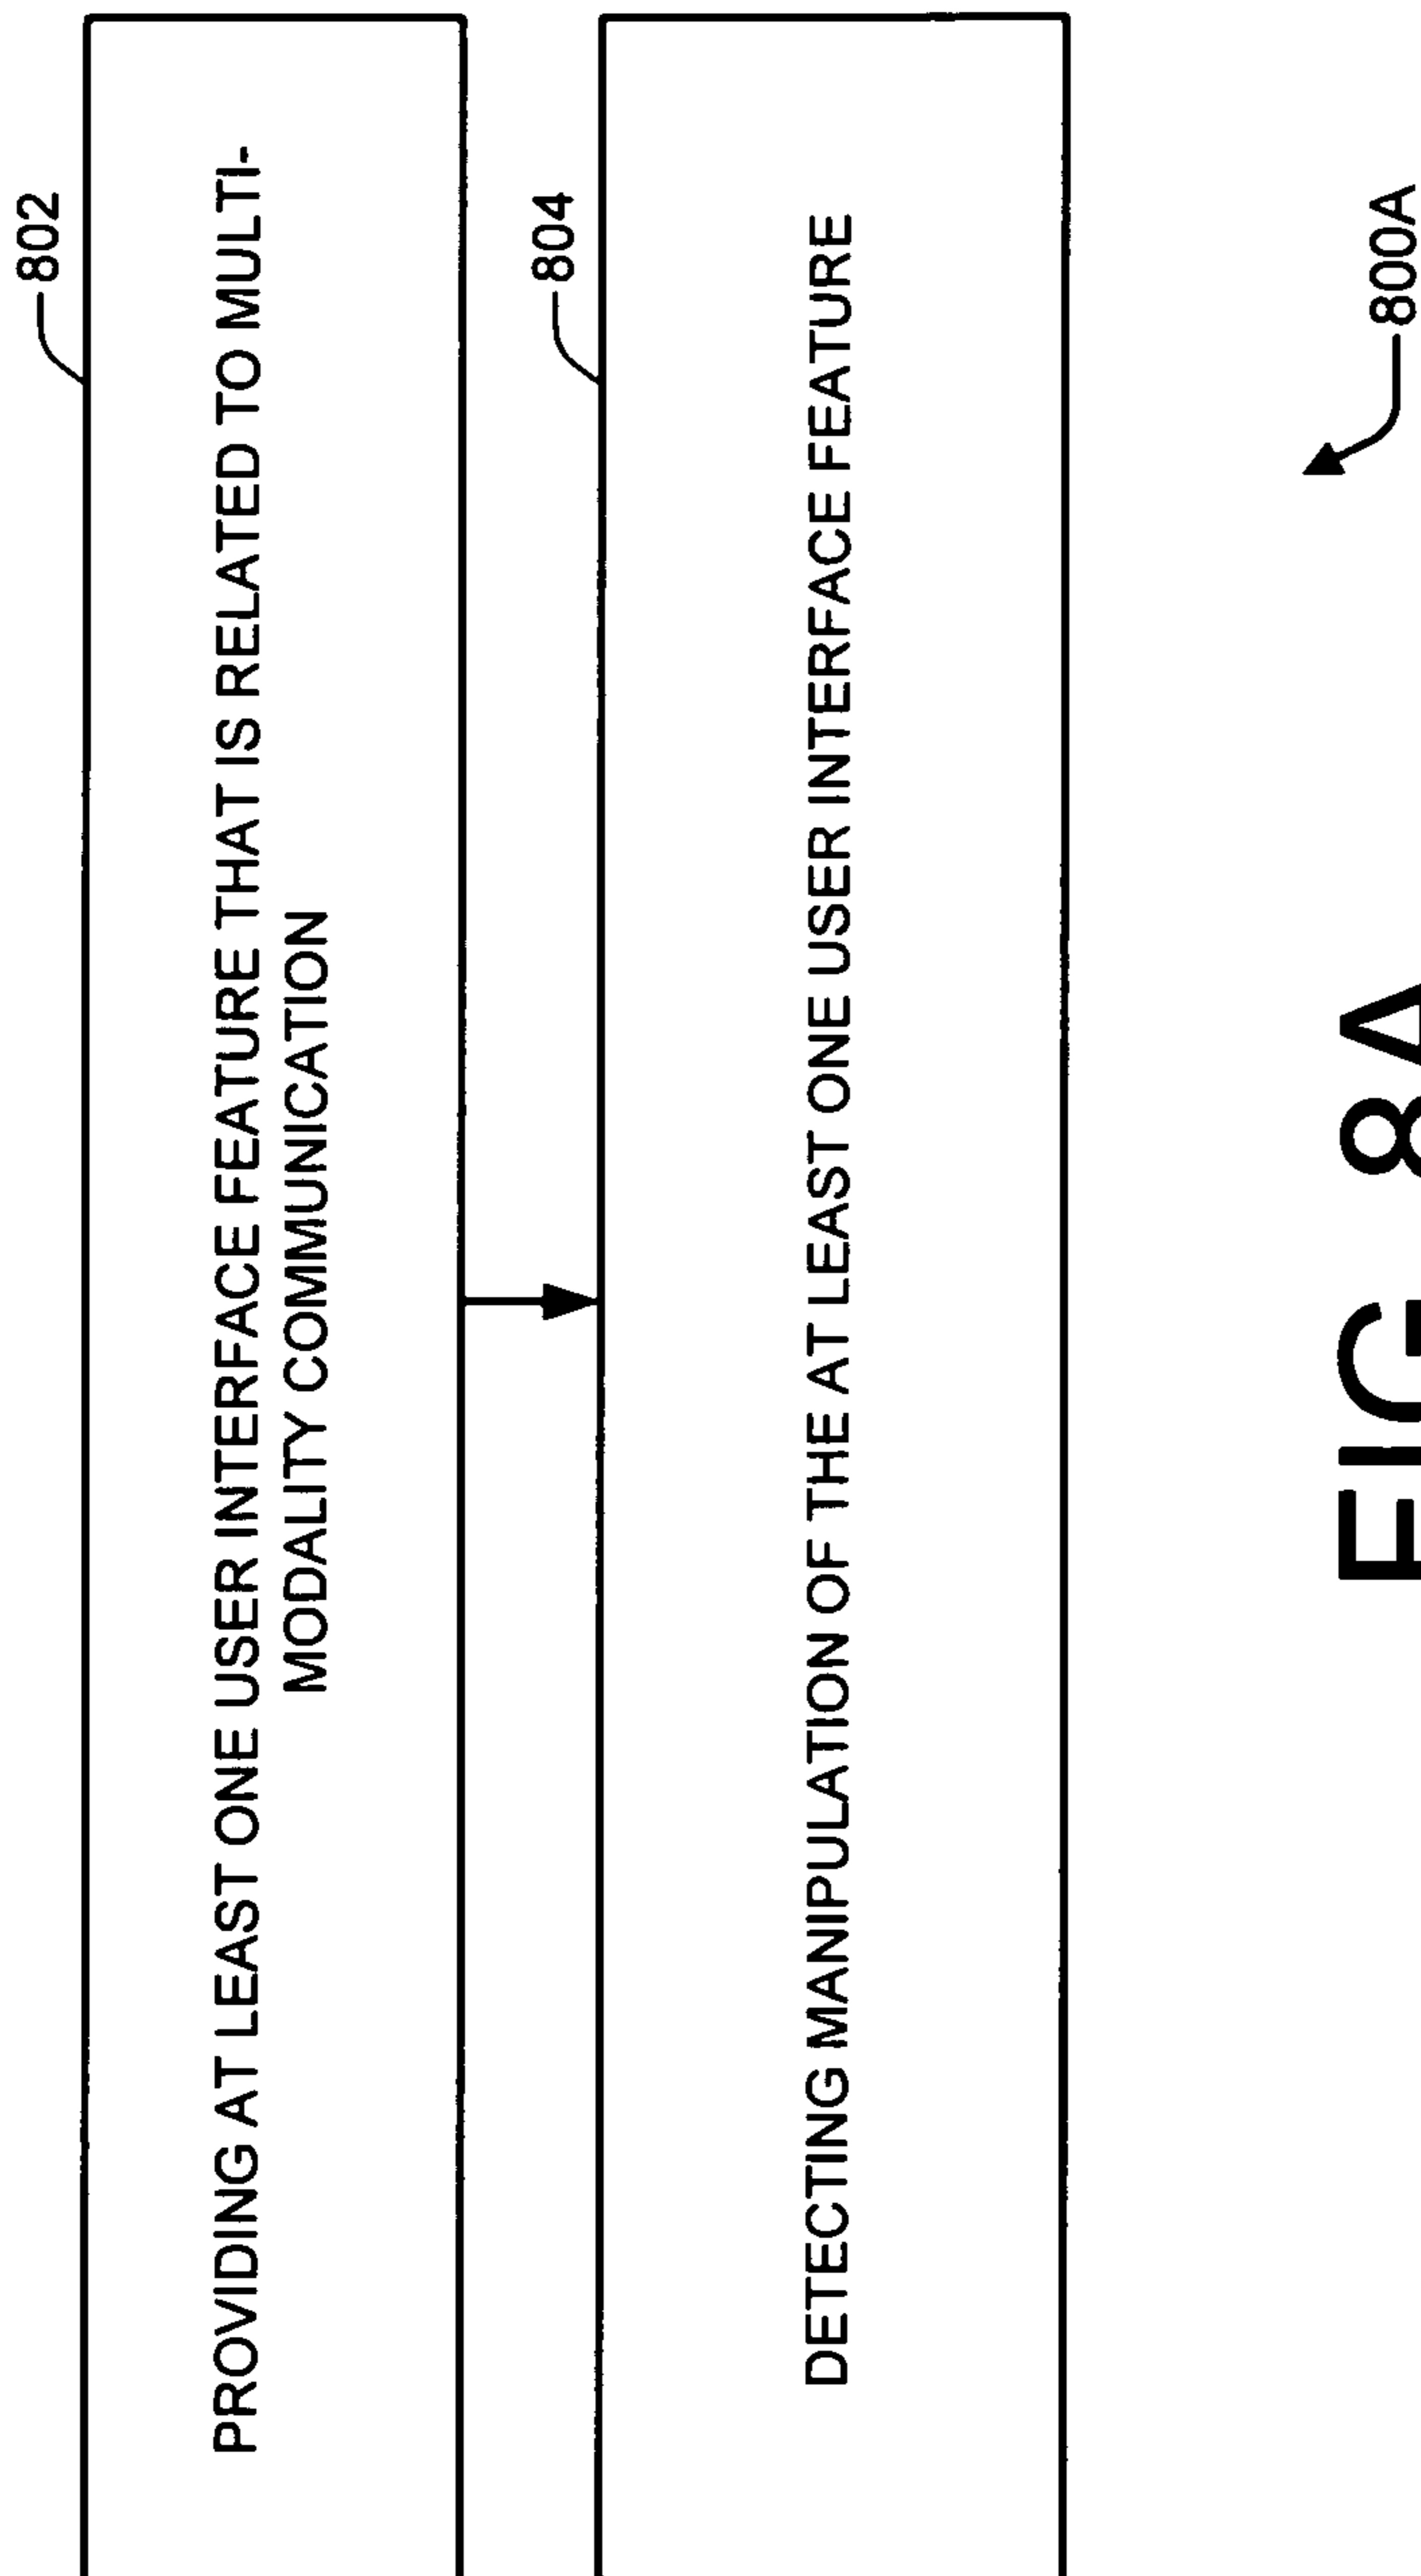 802
PROVIDING AT LEAST ONE USER INTERFACE FEATURE THAT IS RELATED TO MULTI-
MODALITY COMMUNICATION
804
DETECTING MANIPULATION OF THE AT LEAST ONE USER INTERFACE FEATURE
800A
FIG. 8A